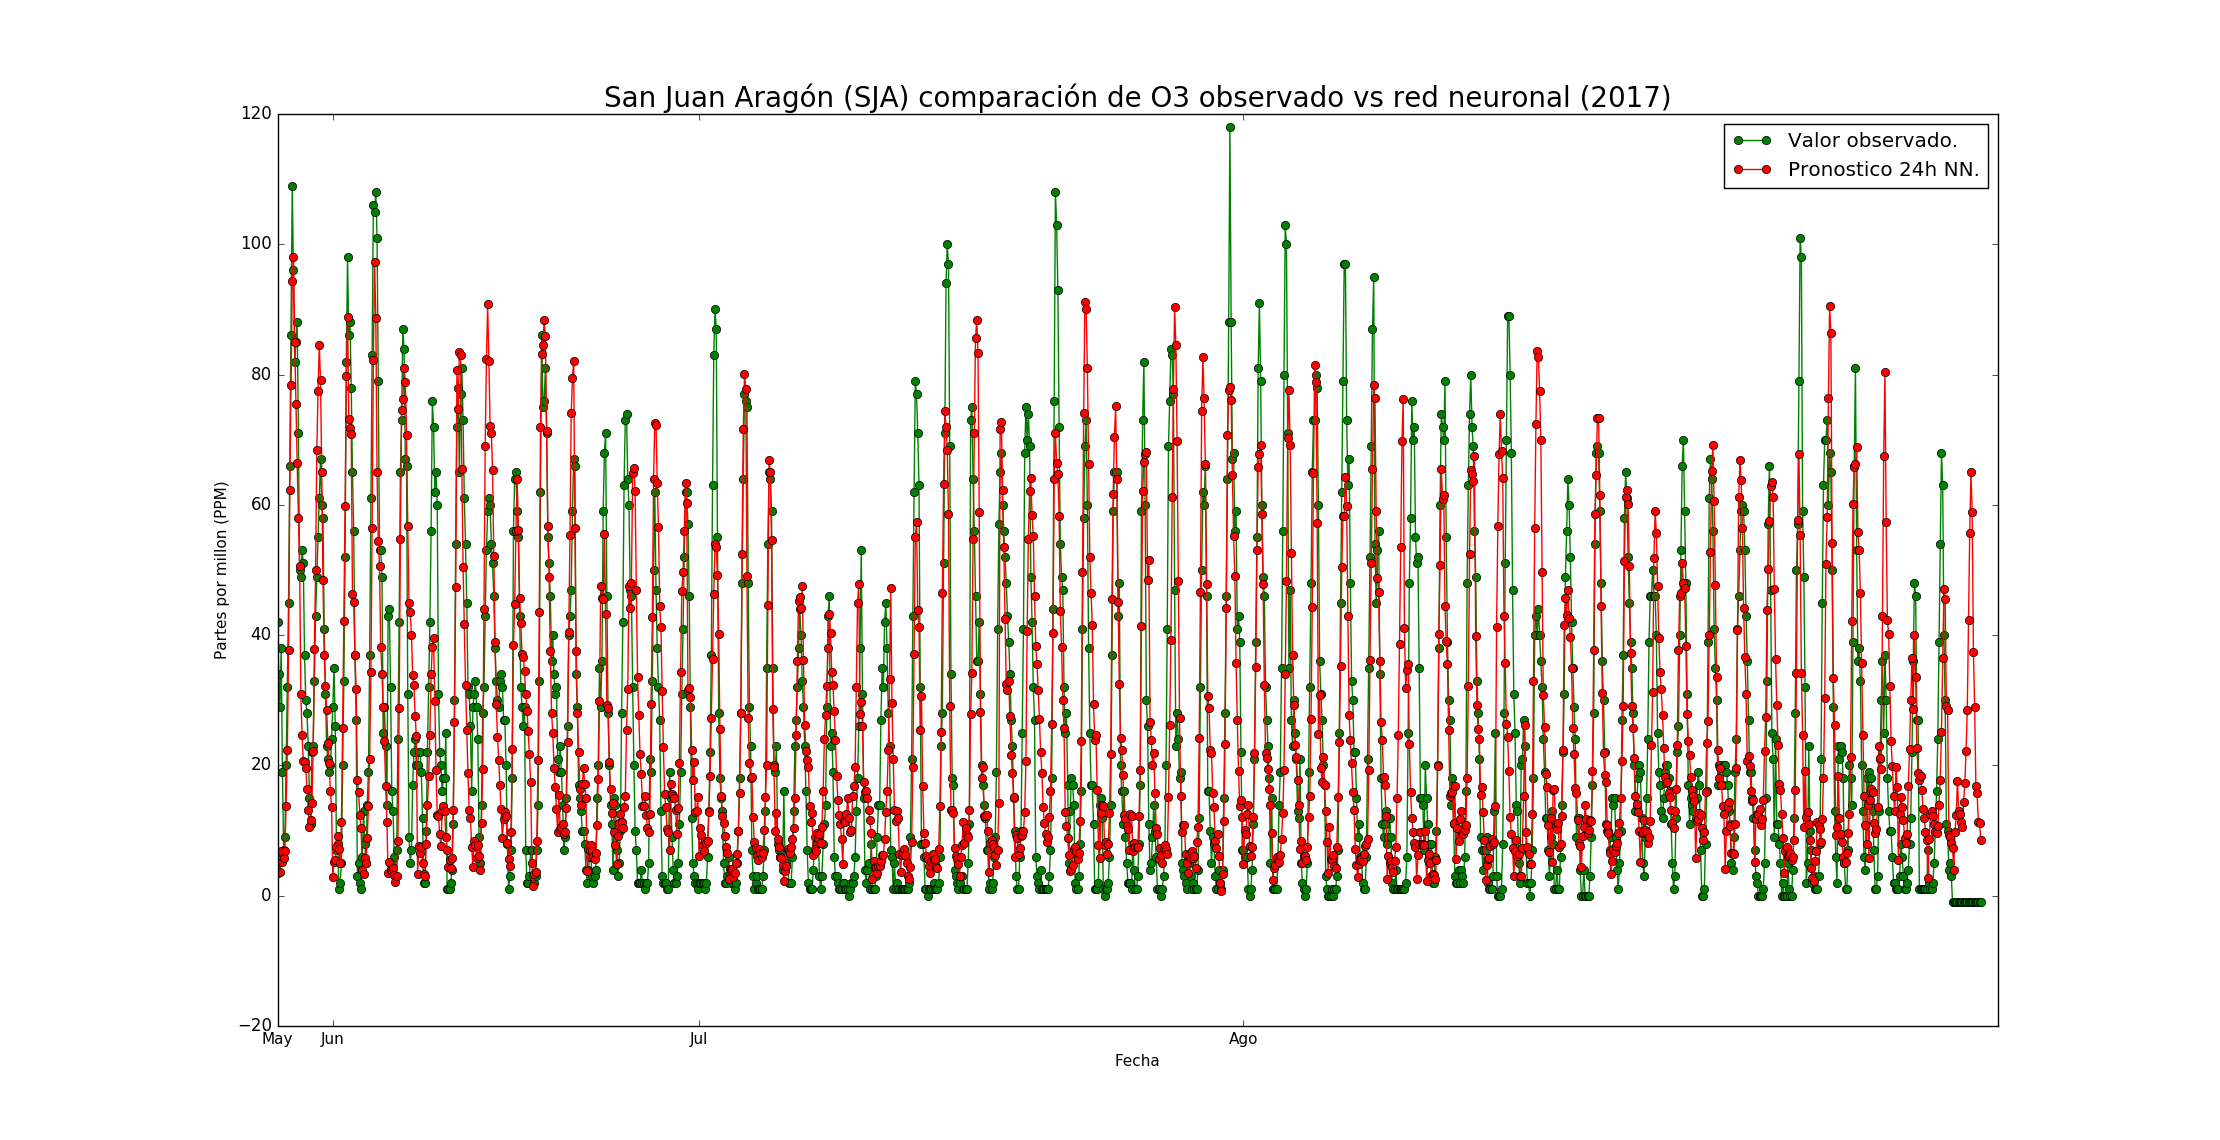 San Juan Aragón (SJA) comparación de O3 observado vs red neuronal (2017)
120
100
80
60
40
20
0
−20
Partes por millon (PPM)
Valor observado.
Pronostico 24h NN.
May
Jun
Jul
Ago
Fecha